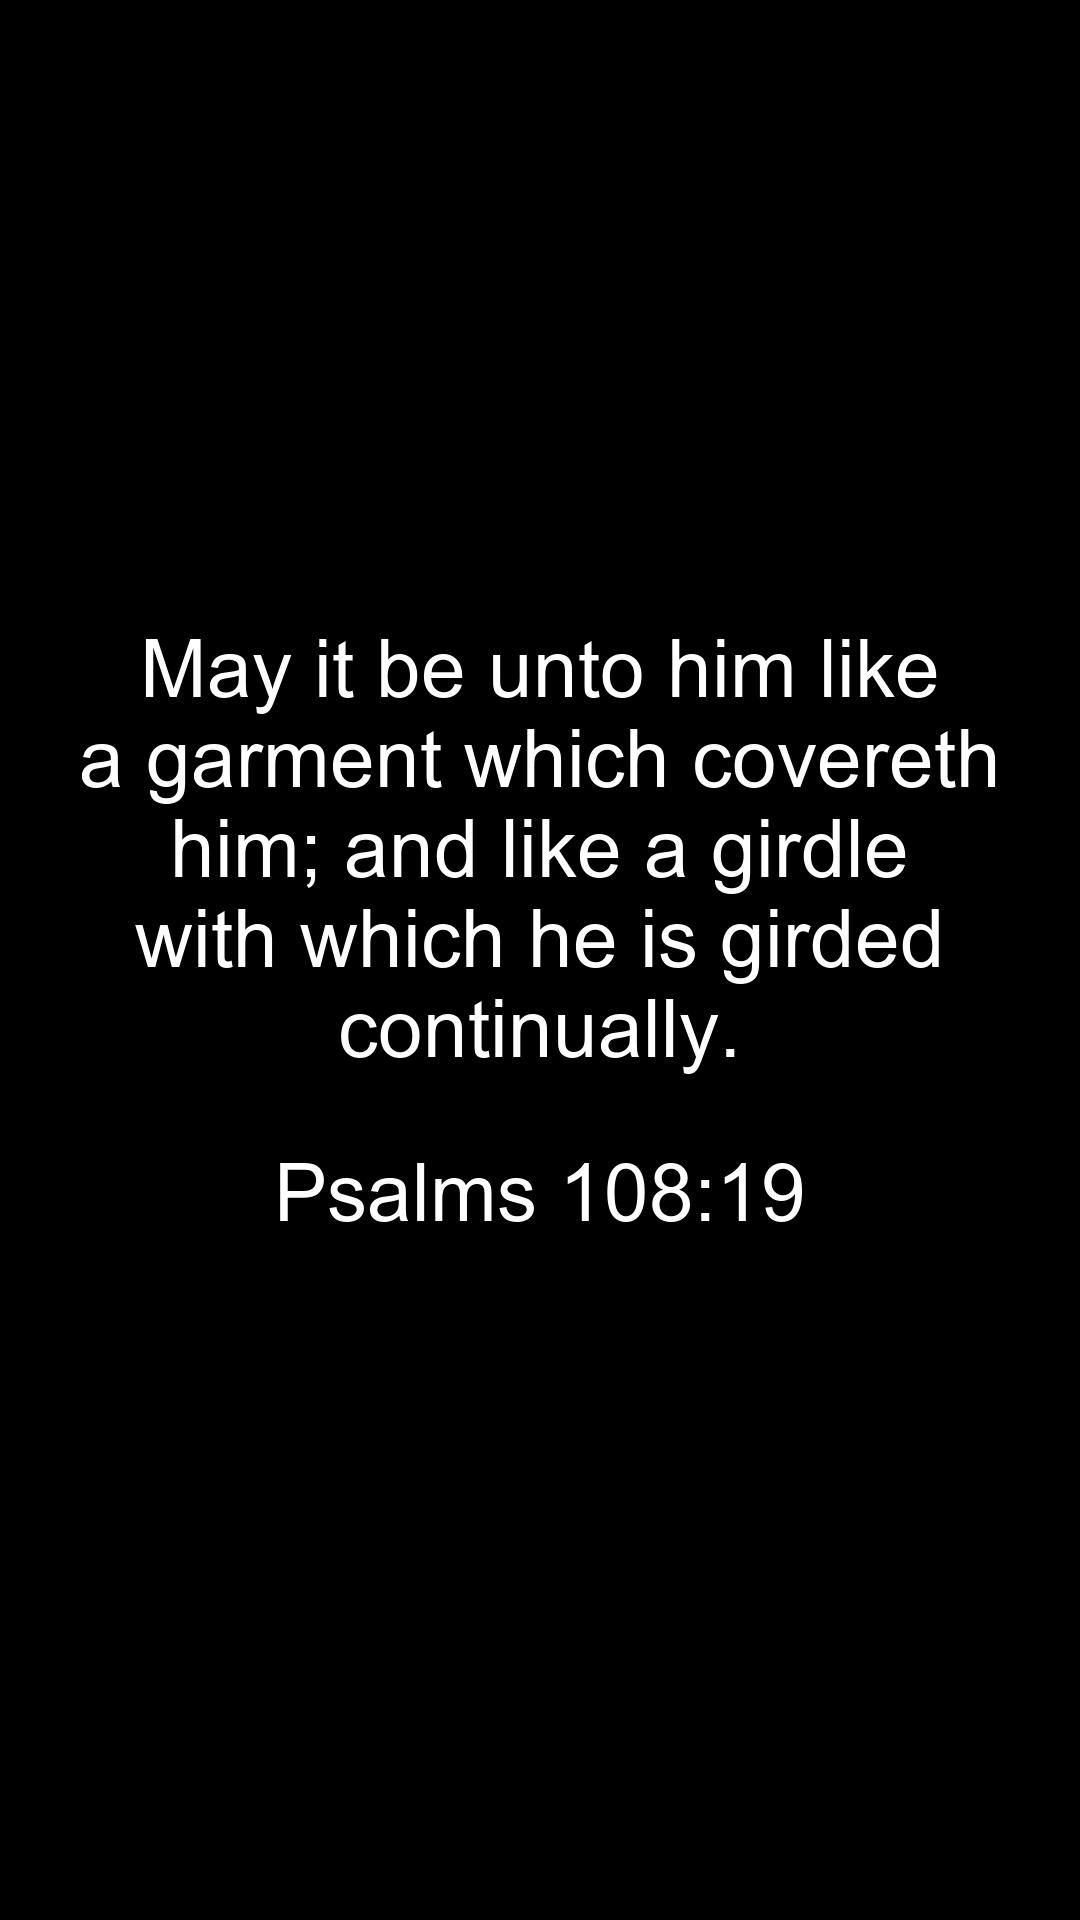 May it be unto him like
a garment which covereth
him; and like a girdle
with which he is girded
continually.
Psalms 108:19